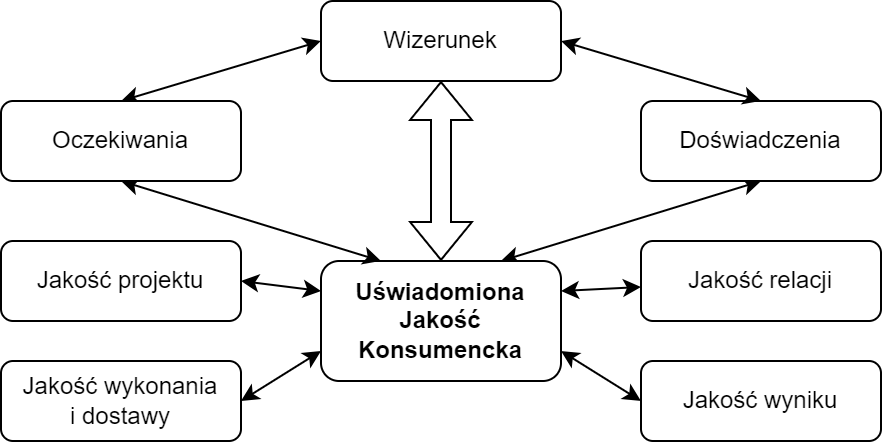 Wizerunek
Oczekiwania
Doświadczenia
Jakość projektu
Uświadomiona
Jakość
Konsumencka
Jakość relacji
Jakość wykonania
i dostawy
Jakość wyniku